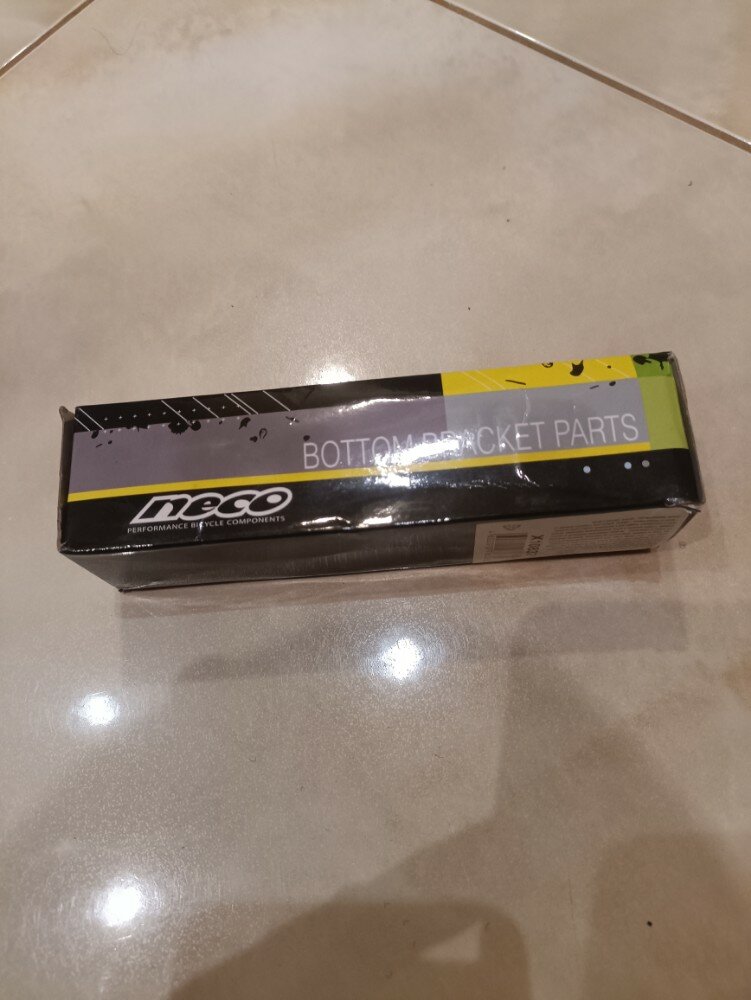 BOTTOM BRACKET PARTS
neco
PERFORMANCE BICYCLE COMPONENTS